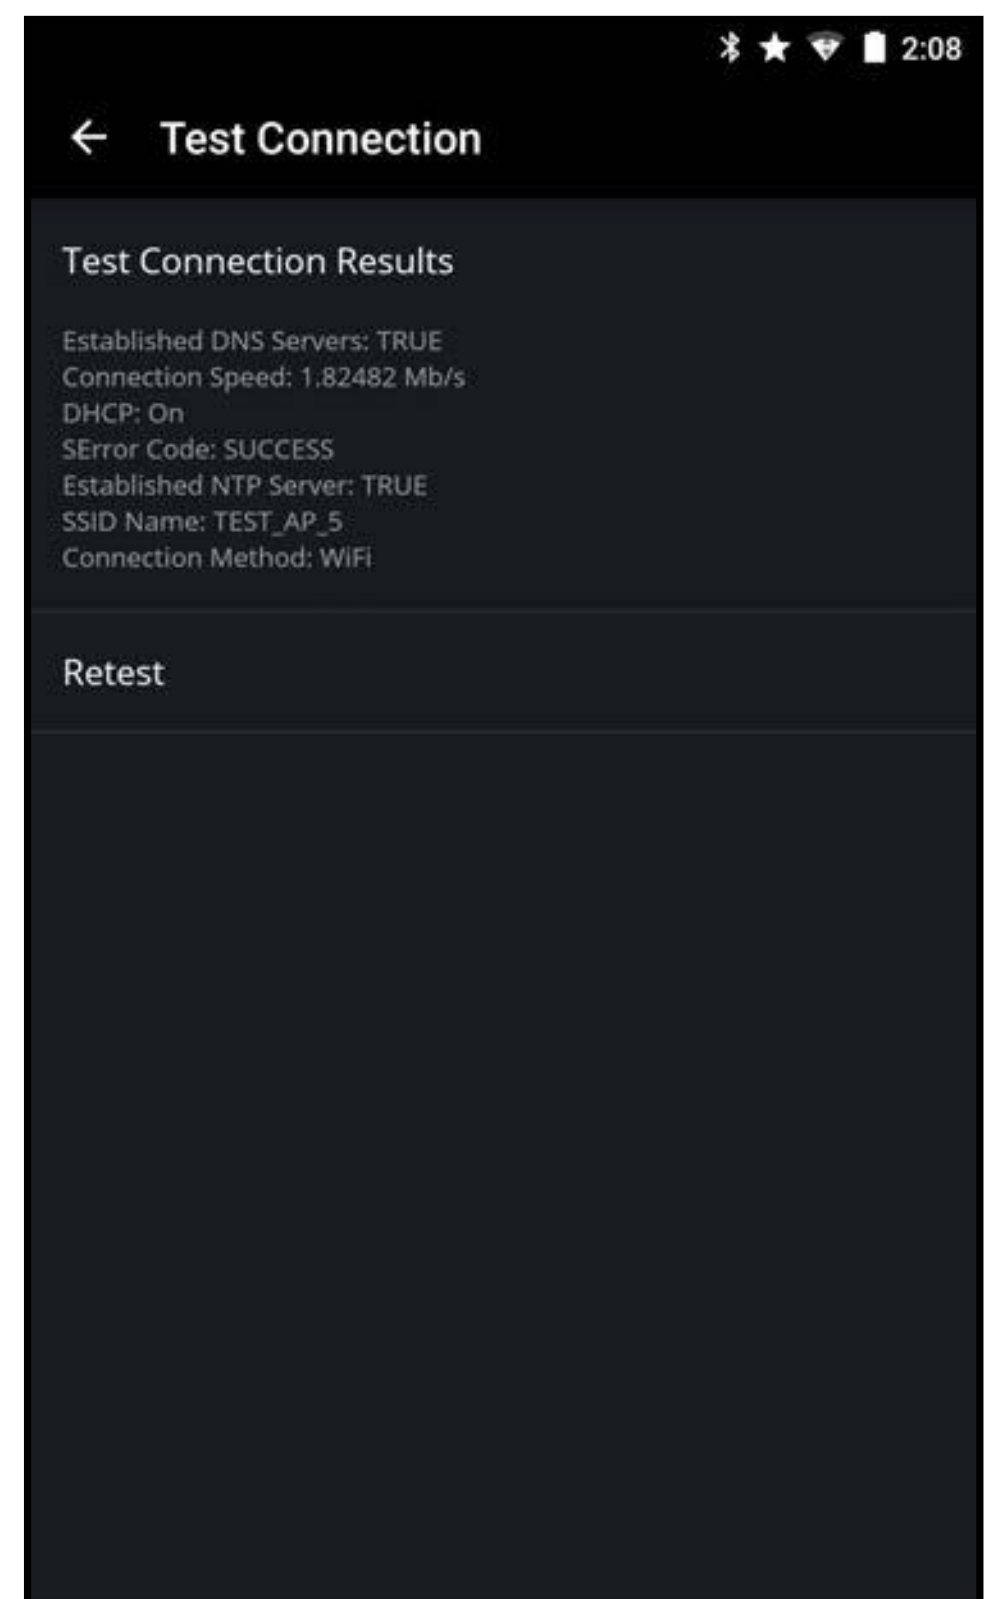 2:08
Test Connection
Test Connection Results
Established DNS Servers: TRUE
Connection Speed: 1.82482 Mb/s
DHCP: On
SError Code: SUCCESS
Established NTP Server: TRUE
SSID Name: TEST_AP_5
Connection Method: WiFi
Retest